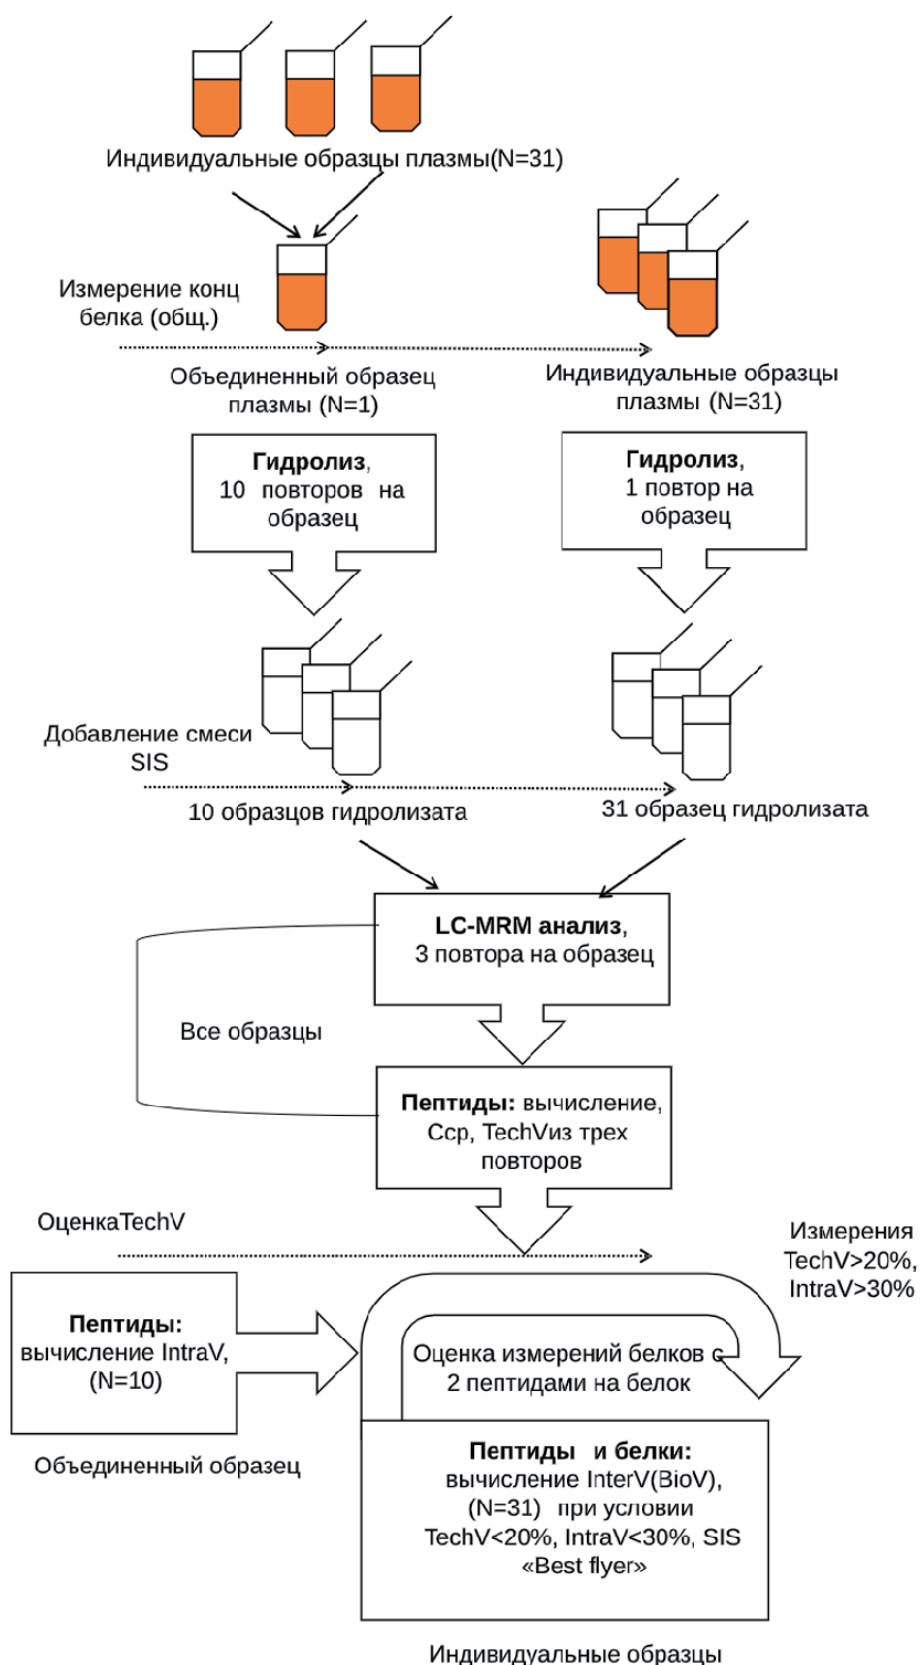 Индивидуальные образцы плазмы(N=31)
Измерение конц
белка (общ.)
Объединенный образец
плазмы (N=1)
Индивидуальные образцы
плазмы (N=31)
Гидролиз,
10 повторов на
образец
Гидролиз,
1 повтор на
образец
Добавление смеси
SIS
10 образцов гидролизата
31 образец гидролизата
LC-MRM анализ,
3 повтора на образец
Все образцы
Пептиды: вычисление,
Ccp, TechVиз трех
повторов
ОценкаTechV
Измерения
TechV>20%,
IntraV>30%
Пептиды:
вычисление IntraV,
(N=10)
Объединенный образец
Оценка измерений белков с
2 пептидами на белок
Пептиды и белки:
вычисление InterV(BioV),
(N=31) при условии
TechV<20%, IntraV<30%, SIS
«Best flyer»
Индивидуальные образцы